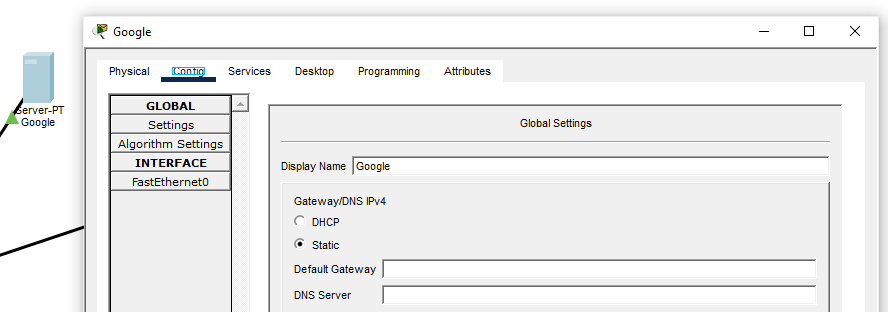 Google
Physical Config Services Desktop Programming Attributes
Server-PT
Google
GLOBAL
Settings
Algorithm Settings
INTERFACE
FastEthernet0
Global Settings
Display Name Google
Gateway/DNS IPv4
DHCP
Static
Default Gateway
DNS Server